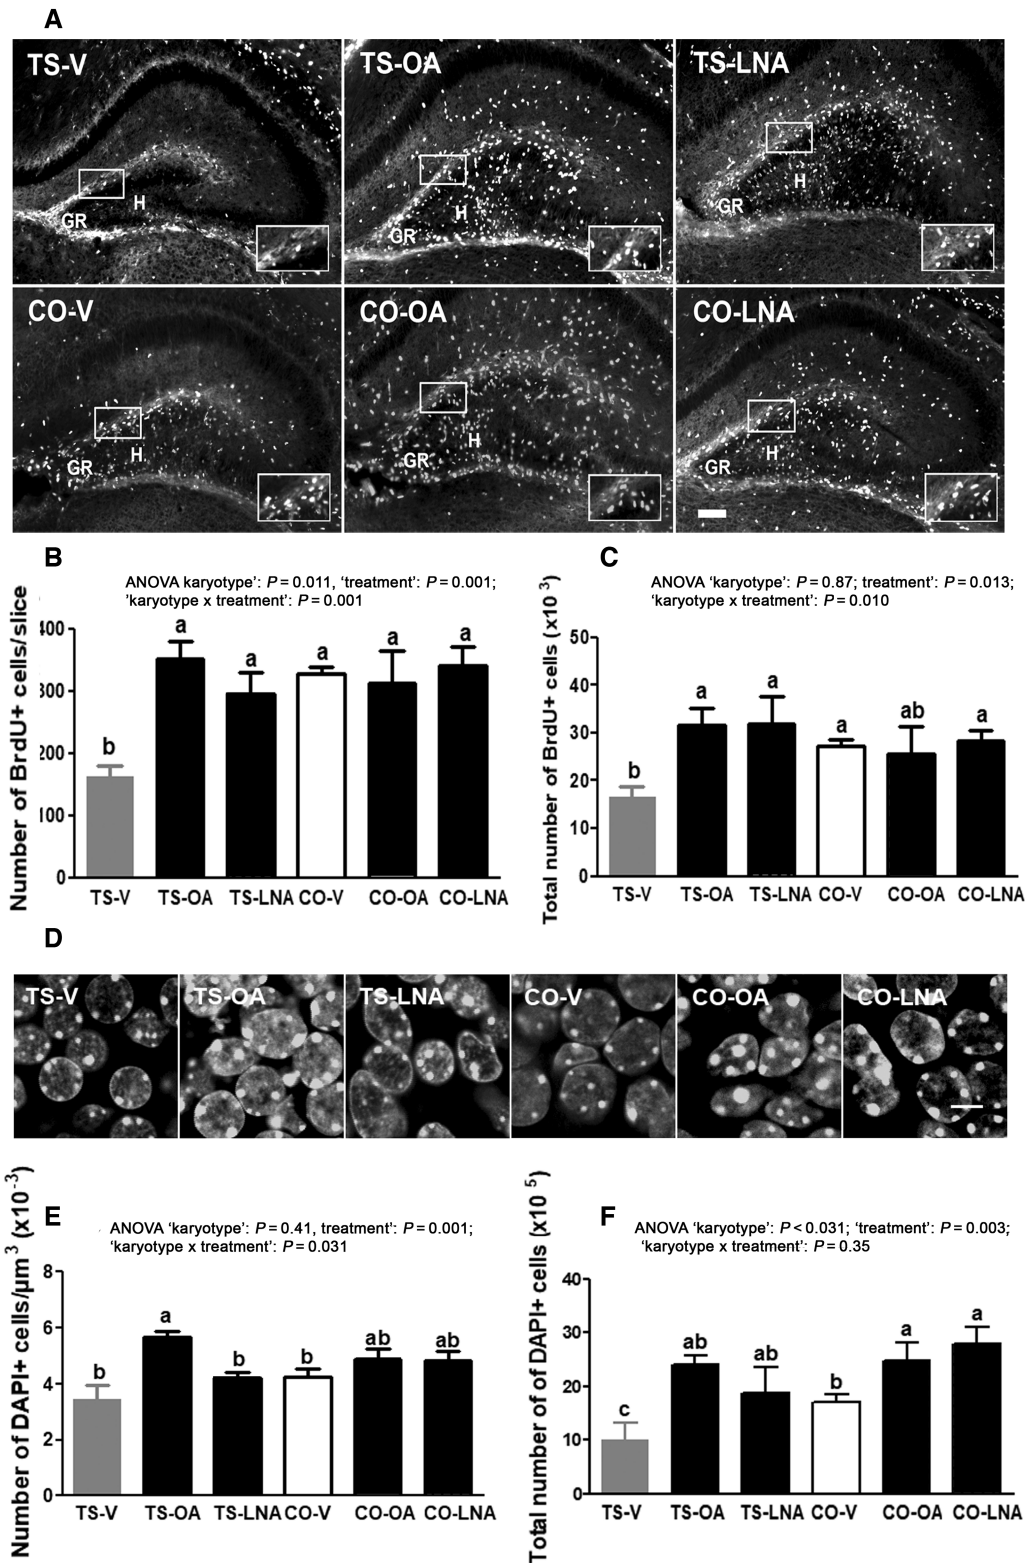 A
TS-V
TS-OA
TS-LNA
H
GR
H
GR
H
GR
CO-V
CO-OA
CO-LNA
H
GR
H
GR
H
GR
B
ANOVA karyotype’: P = 0.011, ‘treatment’: P = 0.001;
’karyotype x treatment’: P = 0.001
Number of BrdU+ cells/slice
400
300
200
100
0
b
a
a
a
a
a
TS-V
TS-OA
TS-LNA
CO-V
CO-OA
CO-LNA
C
ANOVA ‘karyotype’: P = 0.87; treatment’: P = 0.013;
‘karyotype x treatment’: P = 0.010
Total number of BrdU+ cells (x10 3)
50
40
30
20
10
0
b
a
a
a
ab
a
TS-V
TS-OA
TS-LNA
CO-V
CO-OA
CO-LNA
D
TS-V
TS-OA
TS-LNA
CO-V
CO-OA
CO-LNA
E
ANOVA ‘karyotype’: P = 0.41, treatment’: P = 0.001;
‘karyotype x treatment’: P = 0.031
Number of DAPI+ cells/µm3 (x10-3)
8
6
4
2
0
b
a
b
b
ab
ab
TS-V
TS-OA
TS-LNA
CO-V
CO-OA
CO-LNA
F
ANOVA ‘karyotype’: P < 0.031; ‘treatment’: P = 0.003;
‘karyotype x treatment’: P = 0.35
Total number of of DAPI+ cells (x10 5)
40
30
20
10
0
c
ab
ab
b
a
a
TS-V
TS-OA
TS-LNA
CO-V
CO-OA
CO-LNA